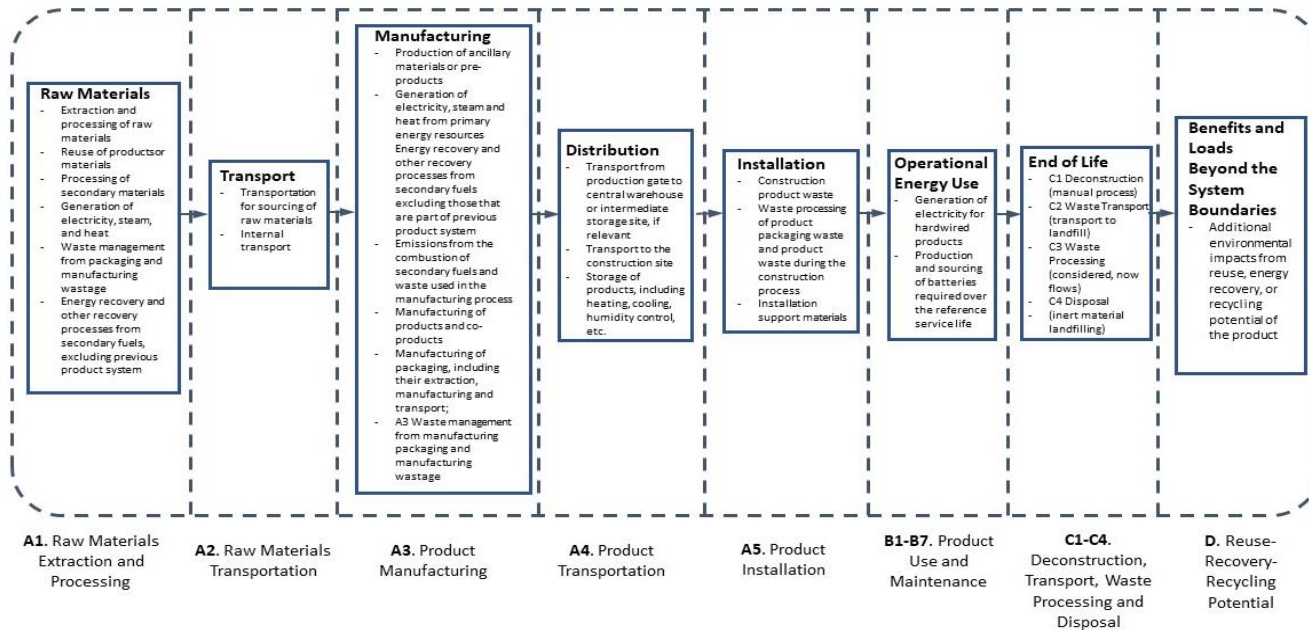 Raw Materials
- Extraction and
processing of raw
materials
- Reuse of productsor
materials
- Processing of
secondary materials
- Generation of
electricity, steam,
and heat
- Waste management
from packaging and
manufacturing
wastage
- Energy recovery and
other recovery
processes from
secondary fuels,
excluding previous
product system
Transport
- Transportation
for sourcing of
raw materials
- Internal
transport
Manufacturing
- Production of ancillary
materials or pre-
products
- Generation of
electricity, steam and
heat from primary
energy resources
Energy recovery and
other recovery
processes from
secondary fuels
excluding those that
are part of previous
product system
- Emissions from the
combustion of
secondary fuels and
waste used in the
manufacturing process
- Manufacturing of
products and co-
products
- Manufacturing of
packaging, including
their extraction,
manufacturing and
transport;
- A3 Waste management
from manufacturing
packaging and
manufacturing
wastage
Distribution
- Transport from
production gate to
central warehouse
or intermediate
storage site, if
relevant
- Transport to the
construction site
- Storage of
products, including
heating, cooling,
humidity control,
etc.
Installation
- Construction
product waste
- Waste processing
of product
packaging waste
and product
waste during the
construction
process
- Installation
support materials
Operational
Energy Use
- Generation of
electricity for
hardwired
products
- Production
and sourcing
of batteries
required over
the reference
service life
End of Life
- C1 Deconstruction
(manual process)
- C2 Waste Transport
(transport to
landfill)
- C3 Waste
Processing
(considered, now
flows)
- C4 Disposal
- (inert material
landfilling)
Benefits and
Loads
Beyond the
System
Boundaries
- Additional
environmental
impacts from
reuse, energy
recovery, or
recycling
potential of
the product
A1. Raw Materials
Extraction and
Processing
A2. Raw Materials
Transportation
A3. Product
Manufacturing
A4. Product
Transportation
A5. Product
Installation
B1-B7. Product
Use and
Maintenance
C1-C4.
Deconstruction,
Transport, Waste
Processing and
Disposal
D. Reuse-
Recovery-
Recycling
Potential